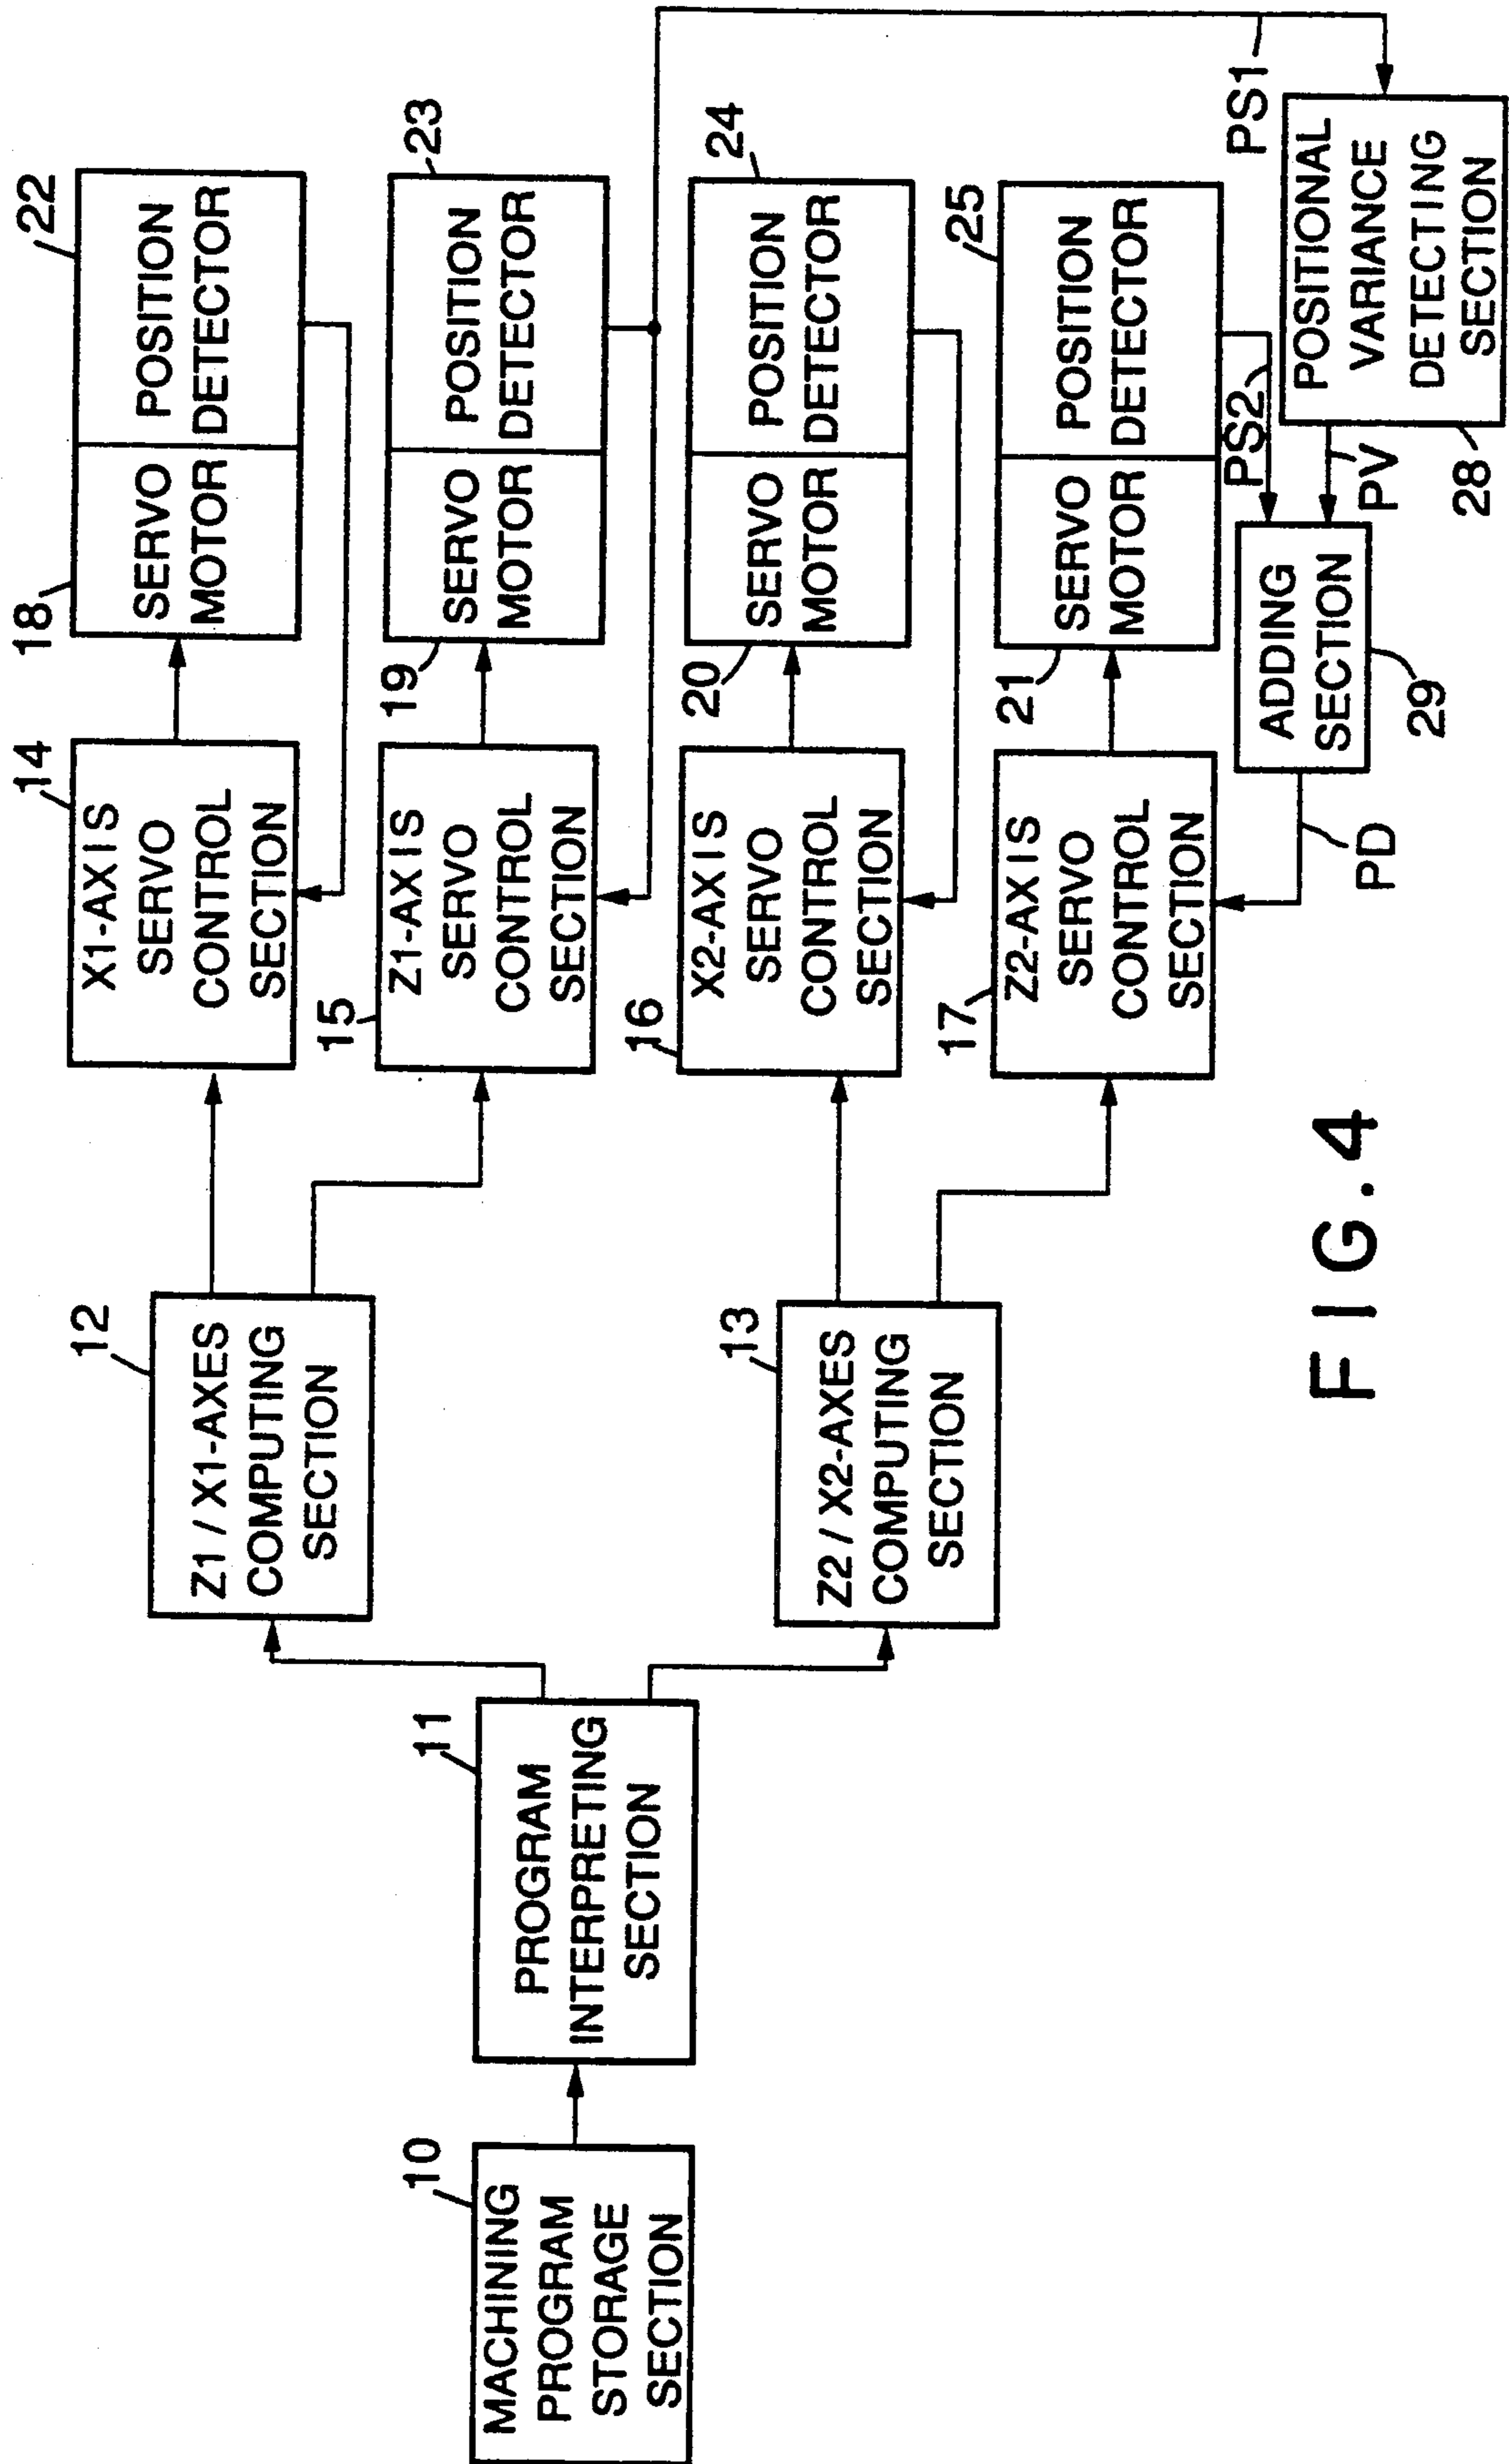 10
MACHINING
PROGRAM
STORAGE
SECTION
11
PROGRAM
INTERPRETING
SECTION
12
Z1 / X1-AXES
COMPUTING
SECTION
13
Z2 / X2-AXES
COMPUTING
SECTION
14
X1-AXIS
SERVO
CONTROL
SECTION
15
Z1-AXIS
SERVO
CONTROL
SECTION
16
X2-AXIS
SERVO
CONTROL
SECTION
17
Z2-AXIS
SERVO
CONTROL
SECTION
18
SERVO
MOTOR
22
POSITION
DETECTOR
19
SERVO
MOTOR
23
POSITION
DETECTOR
20
SERVO
MOTOR
24
POSITION
DETECTOR
21
SERVO
MOTOR
25
POSITION
DETECTOR
PS1
PS2
PV
PD
ADDING
SECTION
29
POSITIONAL
VARIANCE
DETECTING
SECTION
28
FIG.4